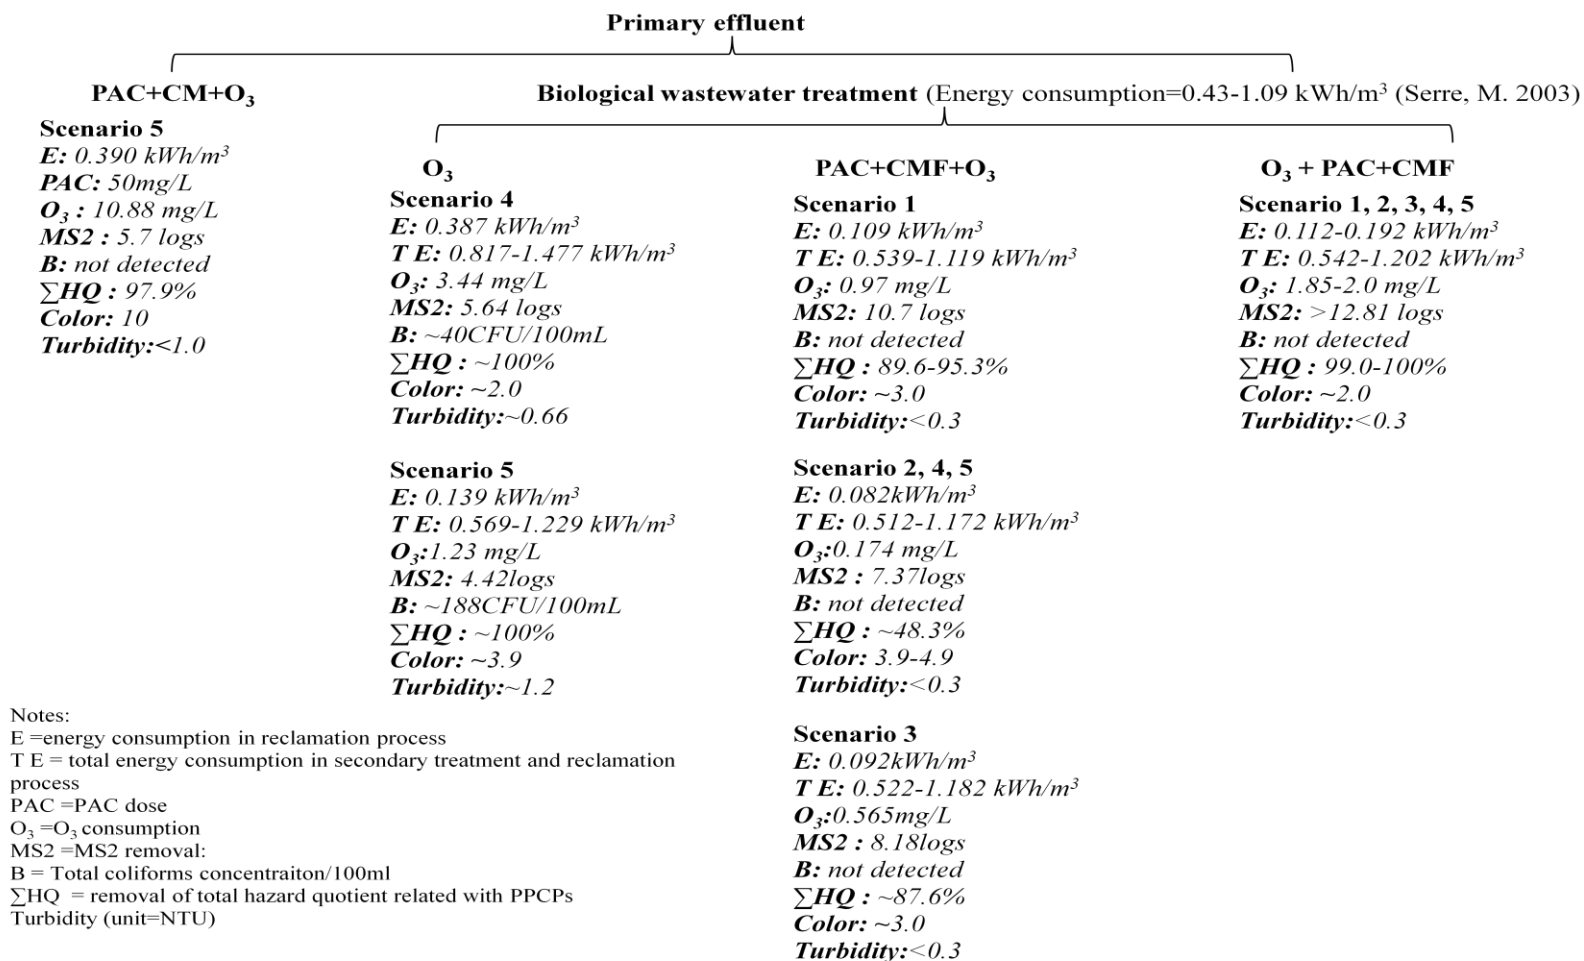 Primary effluent
PAC+CM+O₃
Biological wastewater treatment (Energy consumption=0.43-1.09 kWh/m³ (Serre, M. 2003)
Scenario 5
E: 0.390 kWh/m³
PAC: 50mg/L
O₃ : 10.88 mg/L
MS2 : 5.7 logs
B: not detected
∑HQ : 97.9%
Color: 10
Turbidity:<1.0
O₃
Scenario 4
E: 0.387 kWh/m³
T E: 0.817-1.477 kWh/m³
O₃: 3.44 mg/L
MS2: 5.64 logs
B: ~40CFU/100mL
∑HQ : ~100%
Color: ~2.0
Turbidity:~0.66
Scenario 5
E: 0.139 kWh/m³
T E: 0.569-1.229 kWh/m³
O₃:1.23 mg/L
MS2: 4.42logs
B: ~188CFU/100mL
∑HQ : ~100%
Color: ~3.9
Turbidity:~1.2
PAC+CMF+O₃
Scenario 1
E: 0.109 kWh/m³
T E: 0.539-1.119 kWh/m³
O₃: 0.97 mg/L
MS2: 10.7 logs
B: not detected
∑HQ : 89.6-95.3%
Color: ~3.0
Turbidity:<0.3
Scenario 2, 4, 5
E: 0.082kWh/m³
T E: 0.512-1.172 kWh/m³
O₃:0.174 mg/L
MS2 : 7.37logs
B: not detected
∑HQ : ~48.3%
Color: 3.9-4.9
Turbidity:<0.3
Scenario 3
E: 0.092kWh/m³
T E: 0.522-1.182 kWh/m³
O₃:0.565mg/L
MS2 : 8.18logs
B: not detected
∑HQ : ~87.6%
Color: ~3.0
Turbidity:<0.3
O₃ + PAC+CMF
Scenario 1, 2, 3, 4, 5
E: 0.112-0.192 kWh/m³
T E: 0.542-1.202 kWh/m³
O₃: 1.85-2.0 mg/L
MS2: >12.81 logs
B: not detected
∑HQ : 99.0-100%
Color: ~2.0
Turbidity:<0.3
Notes:
E =energy consumption in reclamation process
T E = total energy consumption in secondary treatment and reclamation
process
PAC =PAC dose
O₃ =O₃ consumption
MS2 =MS2 removal:
B = Total coliforms concentraiton/100ml
∑HQ = removal of total hazard quotient related with PPCPs
Turbidity (unit=NTU)